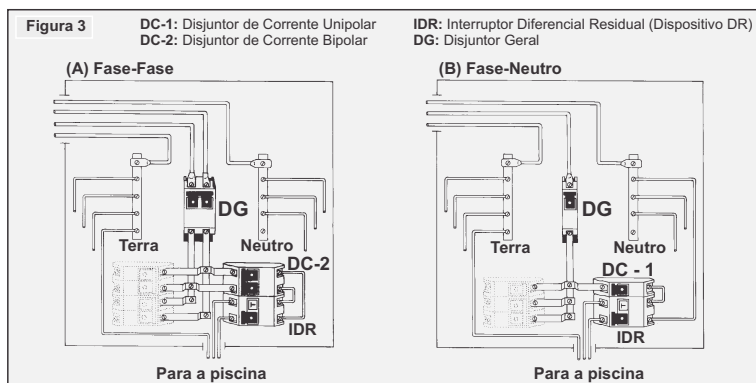 Figura 3
DC-1: Disjuntor de Corrente Unipolar
DC-2: Disjuntor de Corrente Bipolar
IDR: Interruptor Diferencial Residual (Dispositivo DR)
DG: Disjuntor Geral
(A) Fase-Fase
DG
Terra
Neutro
DC-2
IDR
Para a piscina
(B) Fase-Neutro
DG
Terra
Neutro
DC - 1
IDR
Para a piscina